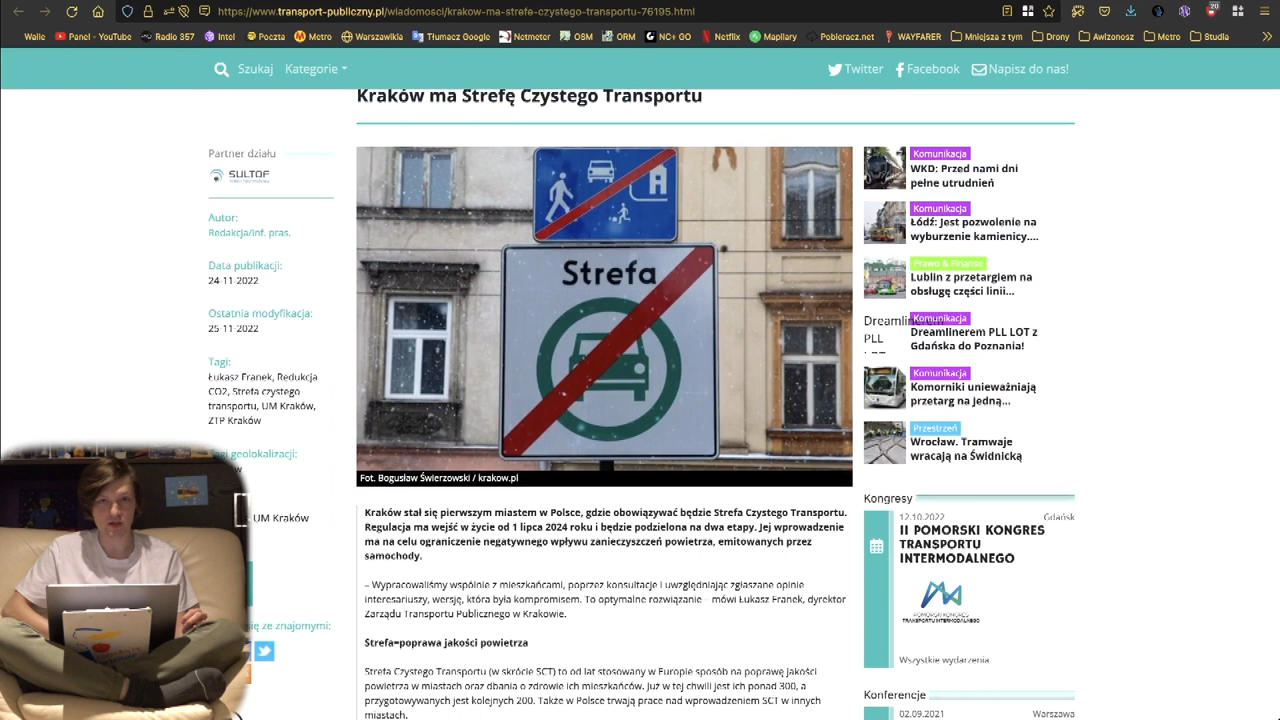 https://www.transport-publiczny.pl/wiadomosci/krakow-ma-strefe-czystego-transportu-76195.html
20
Walle
Panel - YouTube
Radio 357
Intel
Poczta
Metro
Warszawikia
Tłumacz Google
Netmeter
OSM
ORM
NC+ GO
Netflix
Mapilary
Pobieracz.net
WAYFARER
Mniejsza z tym
Drony
Awizonosz
Metro
Studia
Szukaj
Kategorie
Twitter
Facebook
Napisz do nas!
Kraków ma Strefę Czystego Transportu
Partner działu
SULTOF
Autor:
Redakcja/inf. pras.
Data publikacji:
24-11-2022
Ostatnia modyfikacja:
25-11-2022
Tagi:
Łukasz Franek, Redukcja
CO2, Strefa czystego
transportu, UM Kraków,
ZTP Kraków
geolokalizacji:
UM Kraków
ze znajomymi:
Strefa
Fot. Bogusław Świerzowski / krakow.pl
Kraków stał się pierwszym miastem w Polsce, gdzie obowiązywać będzie Strefa Czystego Transportu.
Regulacja ma wejść w życie od 1 lipca 2024 roku i będzie podzielona na dwa etapy. Jej wprowadzenie
ma na celu ograniczenie negatywnego wpływu zanieczyszczeń powietrza, emitowanych przez
samochody.
– Wypracowaliśmy wspólnie z mieszkańcami, poprzez konsultacje i uwzględniając zgłaszane opinie
interesariuszy, wersję, która była kompromisem. To optymalne rozwiązanie – mówi Łukasz Franek, dyrektor
Zarządu Transportu Publicznego w Krakowie.
Strefa=poprawa jakości powietrza
Strefa Czystego Transportu (w skrócie SCT) to od lat stosowany w Europie sposób na poprawę jakości
powietrza w miastach oraz dbania o zdrowie ich mieszkańców. Już w tej chwili jest ich ponad 300, a
przygotowywanych jest kolejnych 200. Także w Polsce trwają prace nad wprowadzeniem SCT w innych
miastach.
Komunikacja
WKD: Przed nami dni
pełne utrudnień
Komunikacja
Łódź: Jest pozwolenie na
wyburzenie kamienicy....
Prawo & Finanse
Lublin z przetargiem na
obsługę części linii...
Dreamlinerem
PLL
LOT
Komunikacja
Dreamlinerem PLL LOT z
Gdańska do Poznania!
Komunikacja
Komorniki unieważniają
przetarg na jedną...
Przestrzeń
Wrocław. Tramwaje
wracają na Świdnicką
Kongresy
12.10.2022
Gdańsk
II POMORSKI KONGRES
TRANSPORTU
INTERMODALNEGO
POMORSKI KONGRES
TRANSPORTU INTERMODALNEGO
Wszystkie wydarzenia
Konferencje
02.09.2021
Warszawa